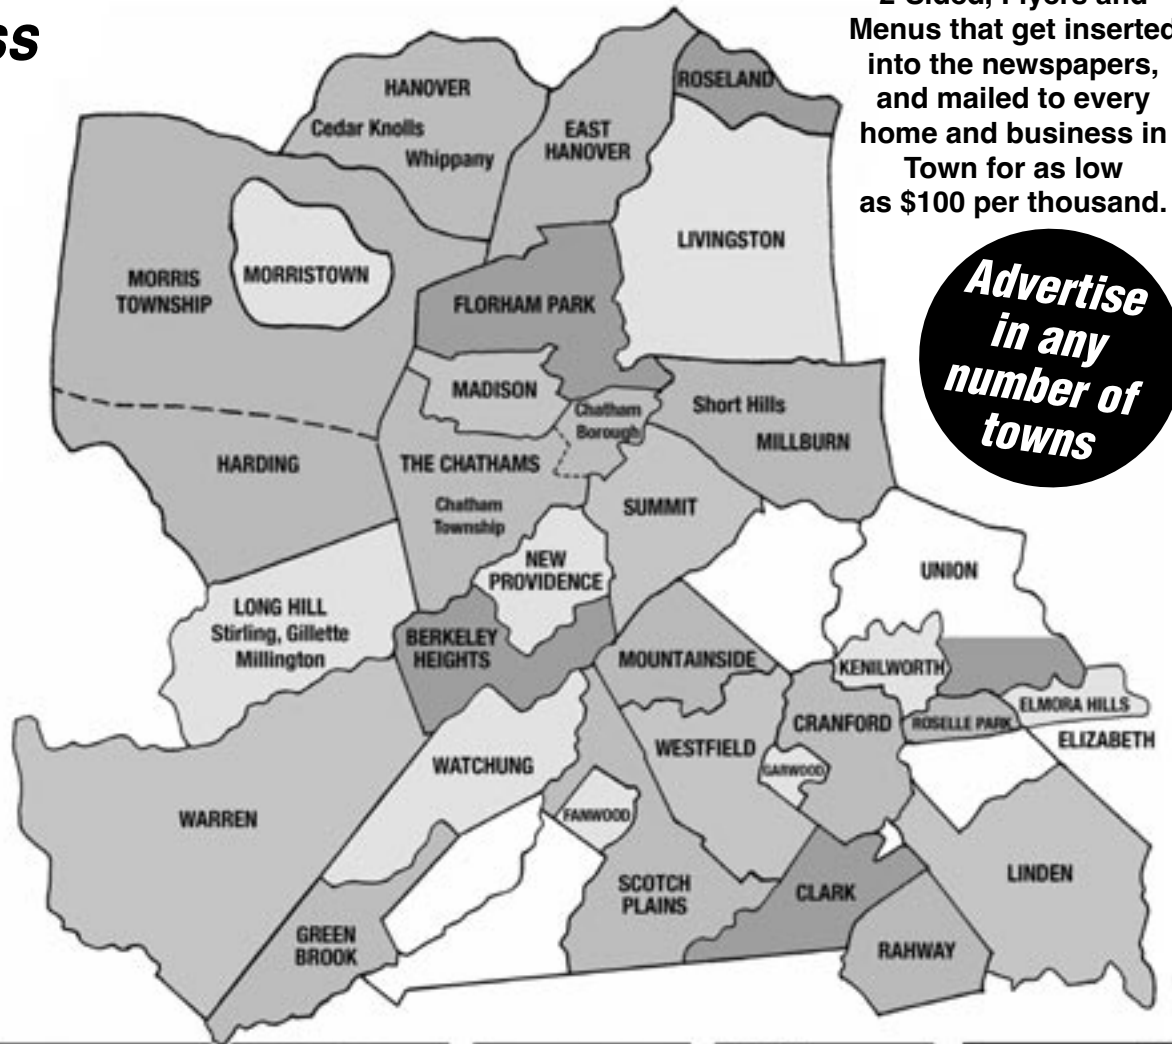 ss
2-Sided, Flyers and
Menus that get inserted
into the newspapers,
and mailed to every
home and business in
Town for as low
as $100 per thousand.
Advertise
in any
number of
towns
HANOVER
Cedar Knolls
Whippany
EAST
HANOVER
ROSELAND
LIVINGSTON
MORRIS
TOWNSHIP
MORRISTOWN
FLORHAM PARK
MADISON
Chatham
Borough
Short Hills
MILLBURN
HARDING
THE CHATHAMS
Chatham
Township
SUMMIT
NEW
PROVIDENCE
UNION
LONG HILL
Stirling, Gillette
Millington
BERKELEY
HEIGHTS
MOUNTAINSIDE
KENILWORTH
ELMORA HILLS
ROSELLE PARK
ELIZABETH
CRANFORD
WESTFIELD
GARWOOD
WATCHUNG
WARREN
FANWOOD
SCOTCH
PLAINS
CLARK
LINDEN
GREEN
BROOK
RAHWAY